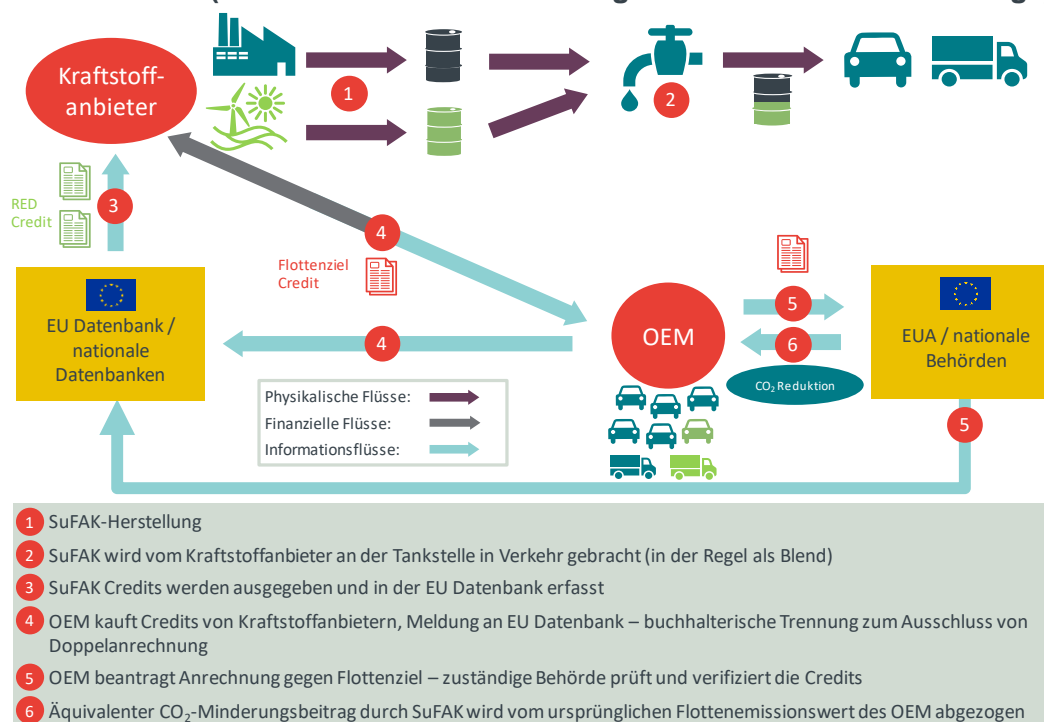 Kraftstoff-
anbieter
1
2
RED
Credit
3
4
Flottenziel
Credit
EU Datenbank /
nationale
Datenbanken
4
OEM
5
6
CO₂ Reduktion
EUA / nationale
Behörden
5
Physikalische Flüsse:
Finanzielle Flüsse:
Informationsflüsse:
1 SuFAK-Herstellung
2 SuFAK wird vom Kraftstoffanbieter an der Tankstelle in Verkehr gebracht (in der Regel als Blend)
3 SuFAK Credits werden ausgegeben und in der EU Datenbank erfasst
4 OEM kauft Credits von Kraftstoffanbietern, Meldung an EU Datenbank – buchhalterische Trennung zum Ausschluss von
Doppelanrechnung
5 OEM beantragt Anrechnung gegen Flottenziel – zuständige Behörde prüft und verifiziert die Credits
6 Äquivalenter CO₂-Minderungsbeitrag durch SuFAK wird vom ursprünglichen Flottenemissionswert des OEM abgezogen